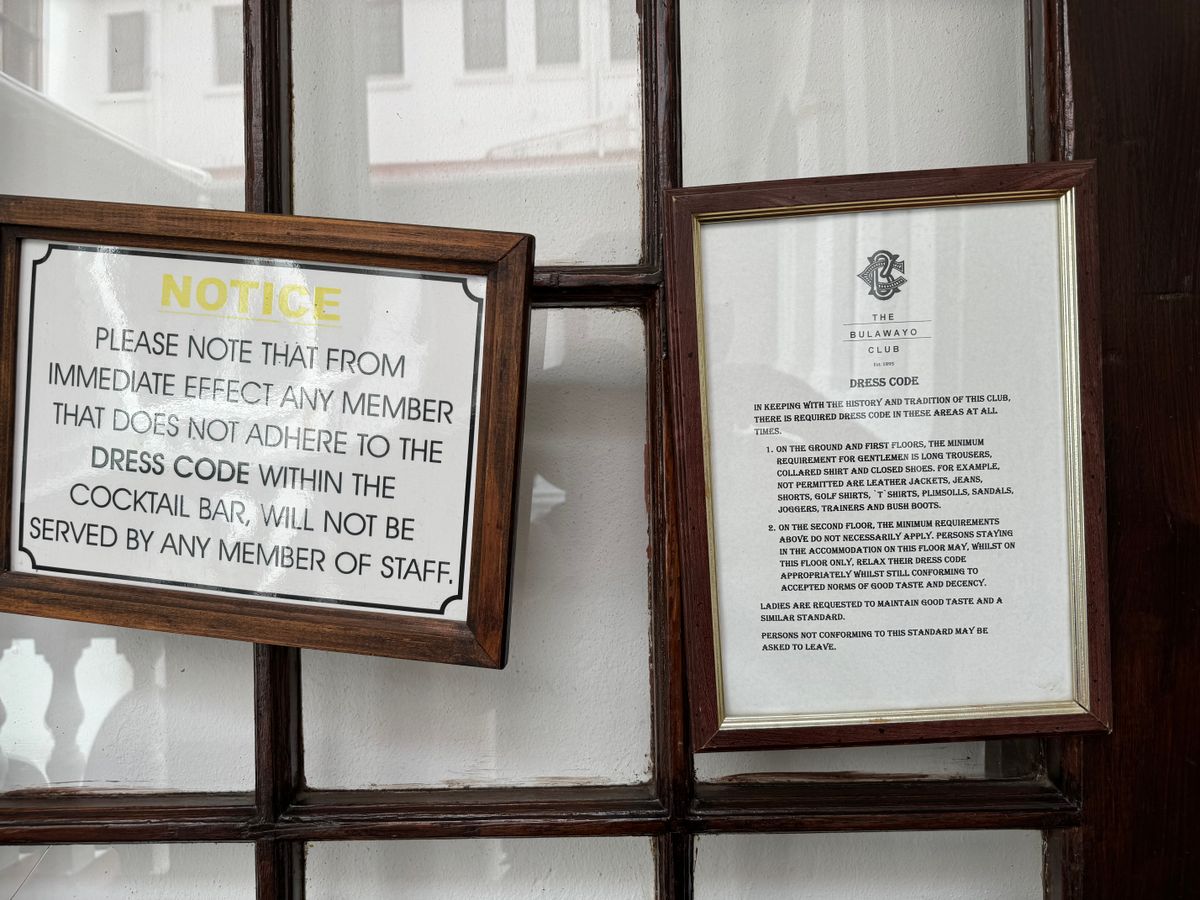 NOTICE
PLEASE NOTE THAT FROM
IMMEDIATE EFFECT ANY MEMBER
THAT DOES NOT ADHERE TO THE
DRESS CODE WITHIN THE
COCKTAIL BAR, WILL NOT BE
SERVED BY ANY MEMBER OF STAFF.
THE
BULAWAYO
CLUB
Est 1895
DRESS CODE
IN KEEPING WITH THE HISTORY AND TRADITION OF THIS CLUB,
THERE IS REQUIRED DRESS CODE IN THESE AREAS AT ALL
TIMES.
1. ON THE GROUND AND FIRST FLOORS, THE MINIMUM
REQUIREMENT FOR GENTLEMEN IS LONG TROUSERS,
COLLARED SHIRT AND CLOSED SHOES. FOR EXAMPLE,
NOT PERMITTED ARE LEATHER JACKETS, JEANS,
SHORTS, GOLF SHIRTS, `T` SHIRTS, PLIMSOLLS, SANDALS,
JOGGERS, TRAINERS AND BUSH BOOTS.
2. ON THE SECOND FLOOR, THE MINIMUM REQUIREMENTS
ABOVE DO NOT NECESSARILY APPLY. PERSONS STAYING
IN THE ACCOMMODATION ON THIS FLOOR MAY, WHILST ON
THIS FLOOR ONLY, RELAX THEIR DRESS CODE
APPROPRIATELY WHILST STILL CONFORMING TO
ACCEPTED NORMS OF GOOD TASTE AND DECENCY.
LADIES ARE REQUESTED TO MAINTAIN GOOD TASTE AND A
SIMILAR STANDARD.
PERSONS NOT CONFORMING TO THIS STANDARD MAY BE
ASKED TO LEAVE.